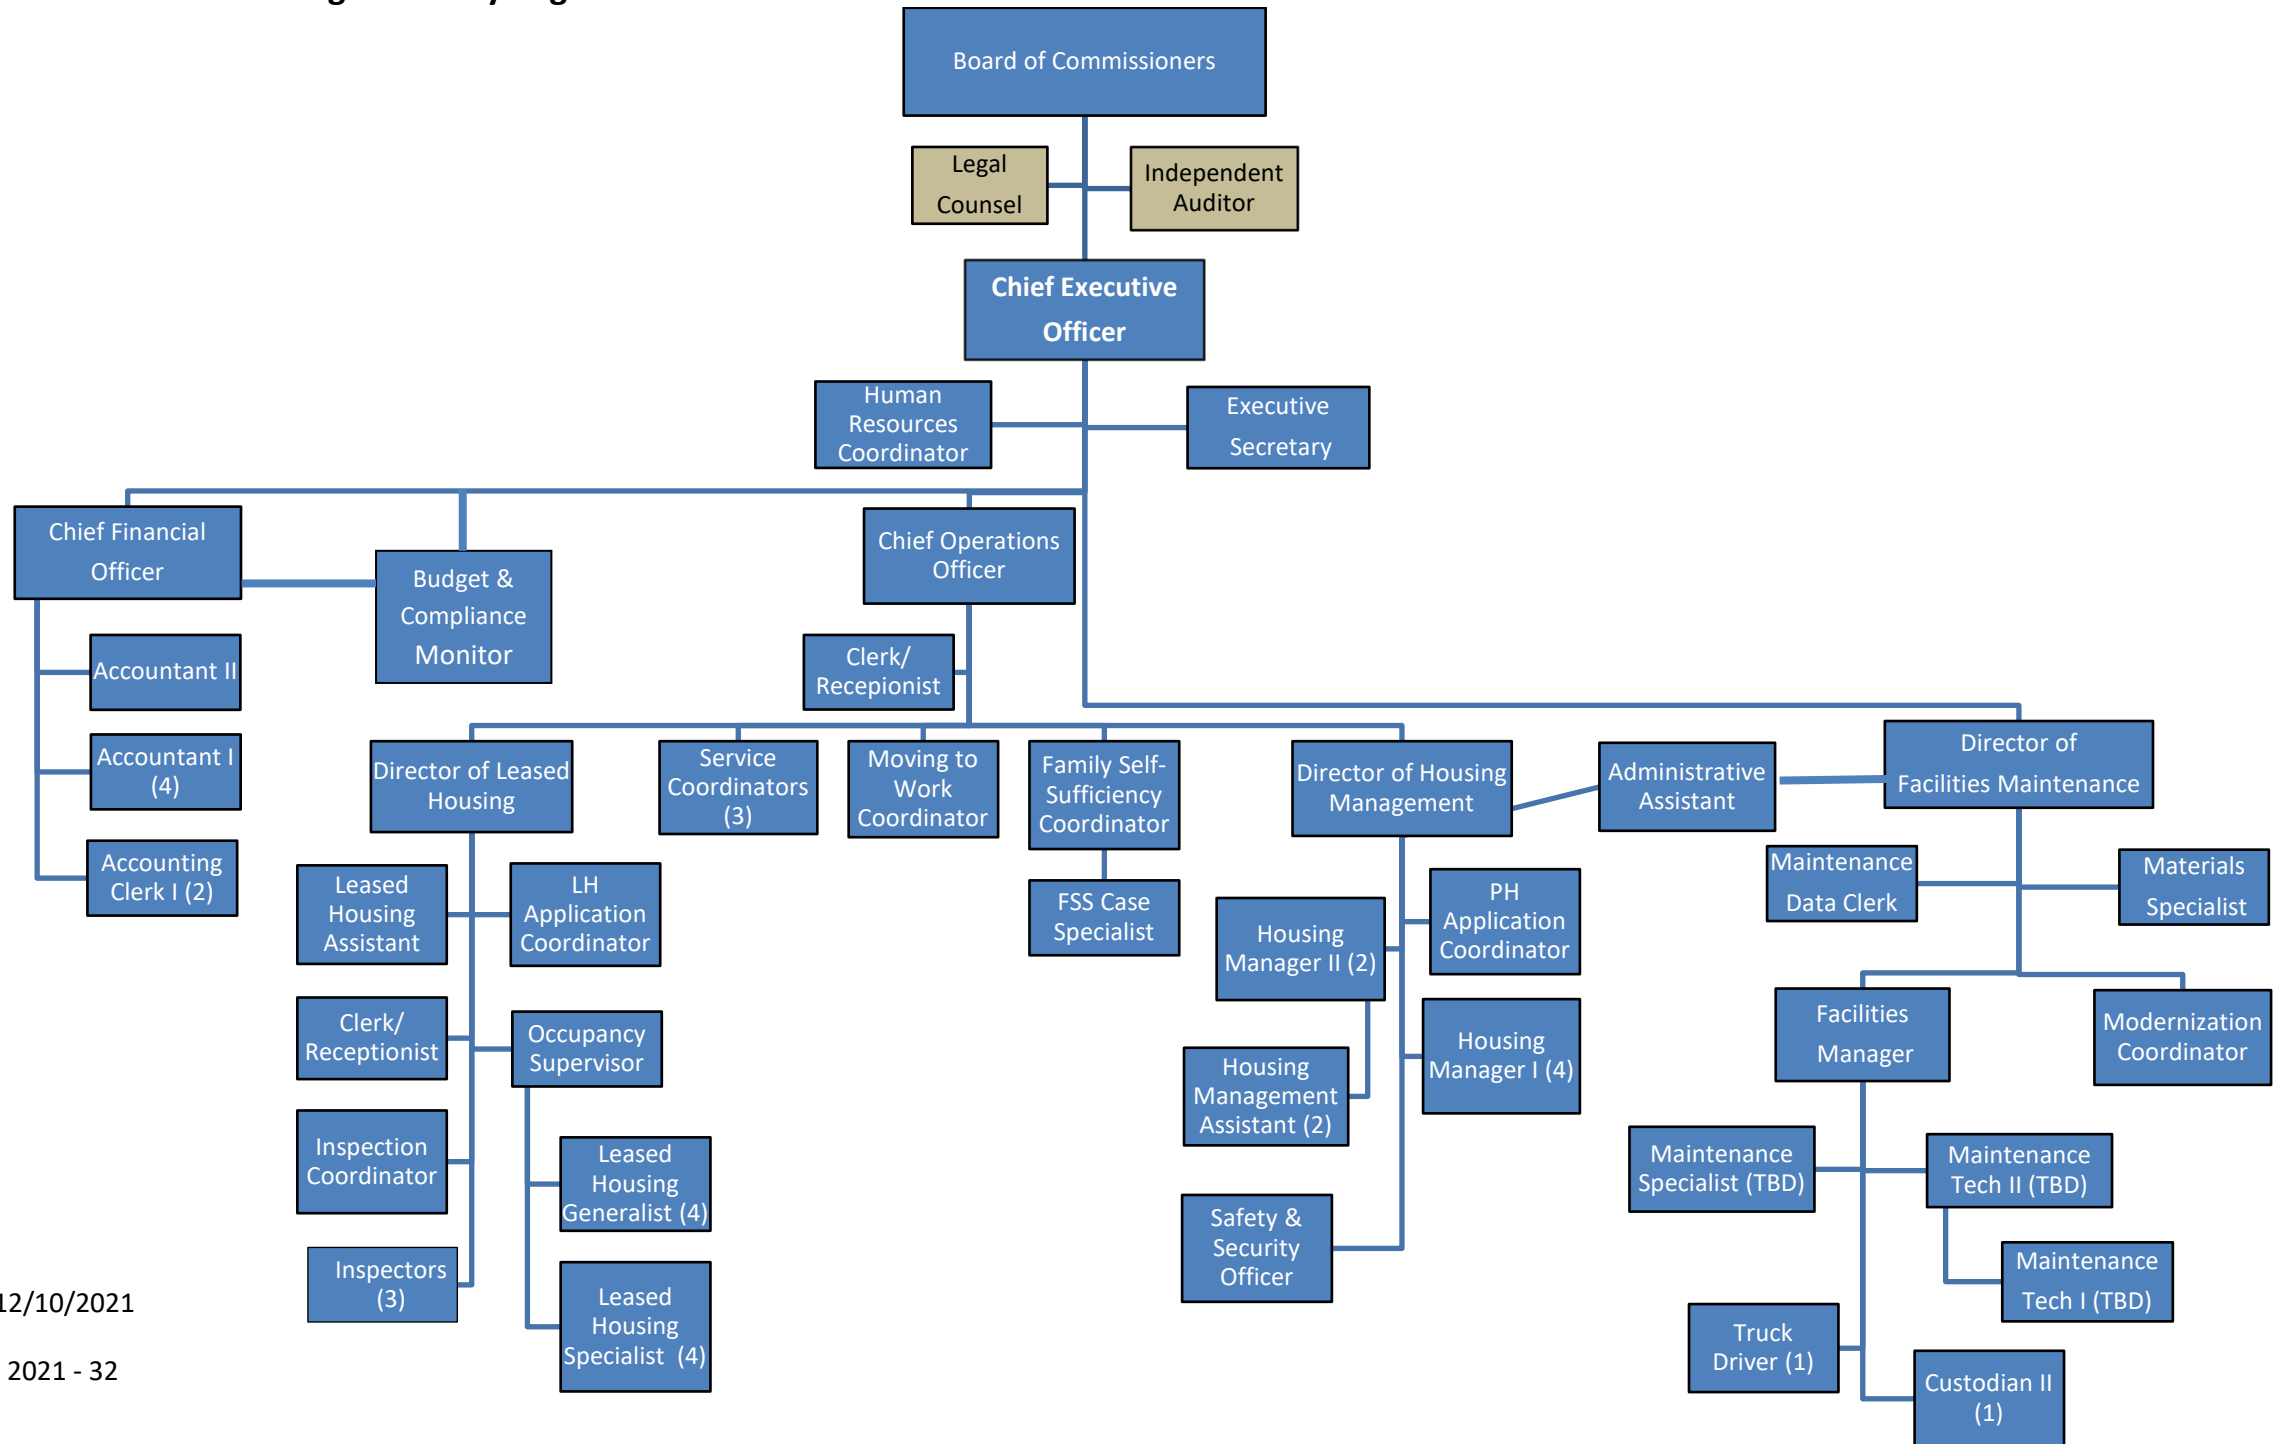 Board of Commissioners
Legal
Counsel
Independent
Auditor
Chief Executive
Officer
Human
Resources
Coordinator
Executive
Secretary
Chief Financial
Officer
Budget &
Compliance
Monitor
Chief Operations
Officer
Accountant II
Accountant I
(4)
Accounting
Clerk I (2)
Clerk/
Recepionist
Director of Leased
Housing
Service
Coordinators
(3)
Moving to
Work
Coordinator
Family Self-
Sufficiency
Coordinator
Director of Housing
Management
Administrative
Assistant
Director of
Facilities Maintenance
Leased
Housing
Assistant
LH
Application
Coordinator
FSS Case
Specialist
Housing
Manager II (2)
PH
Application
Coordinator
Maintenance
Data Clerk
Materials
Specialist
Clerk/
Receptionist
Occupancy
Supervisor
Housing
Management
Assistant (2)
Housing
Manager I (4)
Facilities
Manager
Modernization
Coordinator
Inspection
Coordinator
Leased
Housing
Generalist (4)
Safety &
Security
Officer
Maintenance
Specialist (TBD)
Maintenance
Tech II (TBD)
Inspectors
(3)
Leased
Housing
Specialist (4)
Maintenance
Tech I (TBD)
Truck
Driver (1)
Custodian II
(1)
12/10/2021
2021 - 32